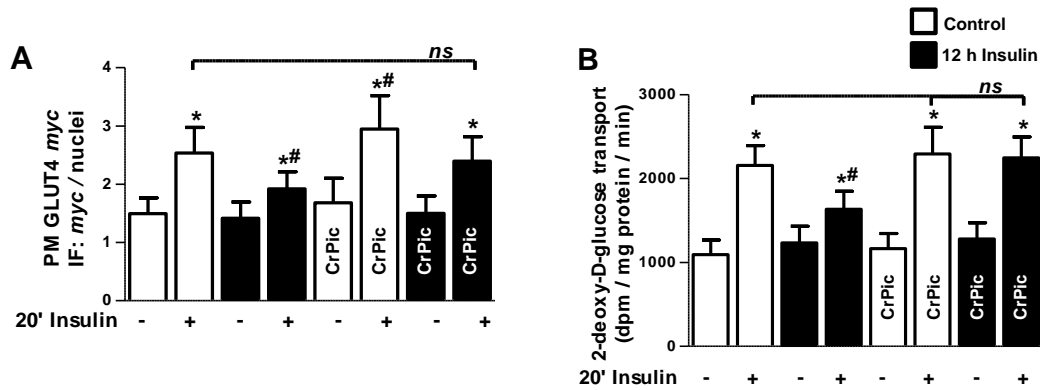 Control
12 h Insulin
A
PM GLUT4 myc
IF: myc / nuclei
4
3
2
1
0
ns
*
*#
*#
*
CrPic
CrPic
CrPic
CrPic
20' Insulin - + - + - + - +
B
2-deoxy-D-glucose transport
(dpm / mg protein / min)
3000
2000
1000
0
ns
*
*#
*
*
CrPic
CrPic
CrPic
CrPic
20' Insulin - + - + - + - +